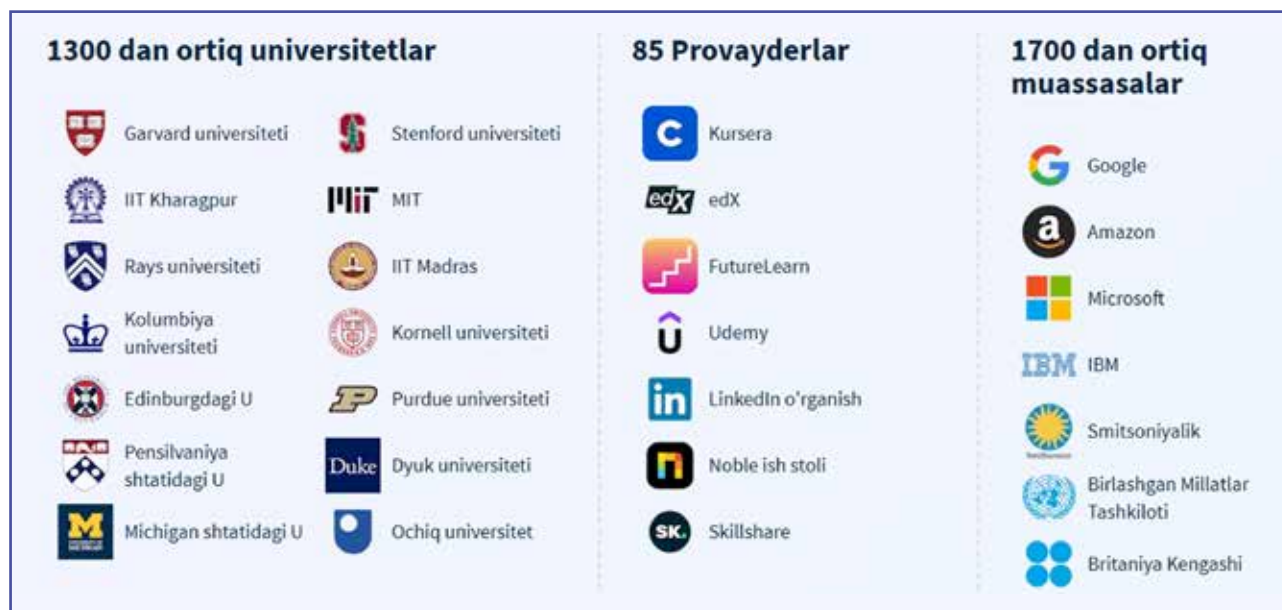 1300 dan ortiq universitetlar
Garvard universiteti
IIT Kharagpur
Rays universiteti
Kolumbiya
universiteti
Edinburgdagi U
Pensilvaniya
shtatidagi U
Michigan shtatidagi U
Stenford universiteti
MIT
IIT Madras
Kornell universiteti
Purdue universiteti
Duke
Dyuk universiteti
Ochiq universitet
85 Provayderlar
C
Kursera
edX
edX
FutureLearn
Udemy
in
LinkedIn o'rganish
Noble ish stoli
SK.
Skillshare
1700 dan ortiq
muassasalar
G
Google
a
Amazon
Microsoft
IBM
IBM
Smitsoniyalik
Birlashgan Millatlar
Tashkiloti
Britaniya Kengashi